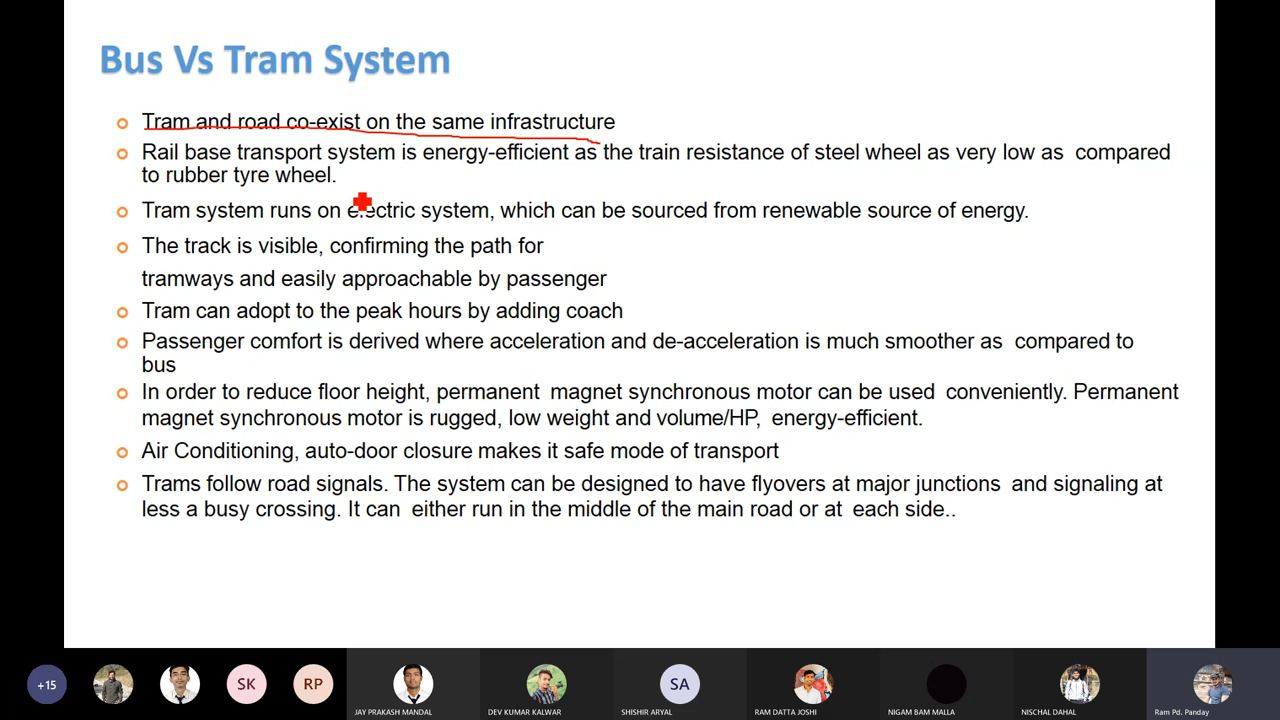 Bus Vs Tram System
Tram and road co-exist on the same infrastructure
Rail base transport system is energy-efficient as the train resistance of steel wheel as very low as compared
to rubber tyre wheel.
Tram system runs on electric system, which can be sourced from renewable source of energy.
The track is visible, confirming the path for
tramways and easily approachable by passenger
Tram can adopt to the peak hours by adding coach
Passenger comfort is derived where acceleration and de-acceleration is much smoother as compared to
bus
In order to reduce floor height, permanent magnet synchronous motor can be used conveniently. Permanent
magnet synchronous motor is rugged, low weight and volume/HP, energy-efficient.
Air Conditioning, auto-door closure makes it safe mode of transport
Trams follow road signals. The system can be designed to have flyovers at major junctions and signaling at
less a busy crossing. It can either run in the middle of the main road or at each side..
+15 SK RP SA
JAY PRAKASH MANDAL DEV KUMAR KALWAR SHISHIR ARYAL RAM DATTA JOSHI NIGAM BAM MALLA NISCHAL DAHAL Ram Pd. Panday